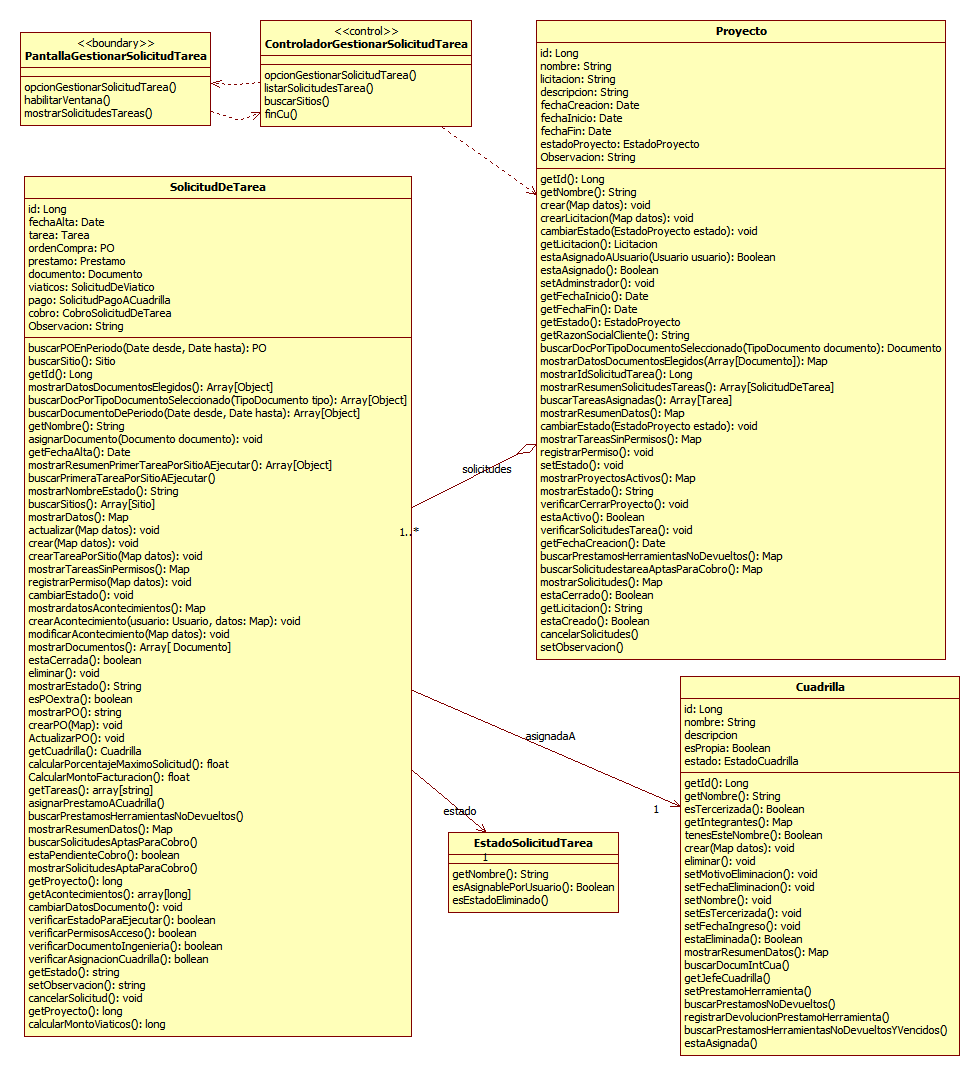 <<boundary>>
PantallaGestionarSolicitudTarea
opcionGestionarSolicitudTarea()
habilitarVentana()
mostrarSolicitudesTareas()
<<control>>
ControladorGestionarSolicitudTarea
opcionGestionarSolicitudTarea()
listarSolicitudesTarea()
buscarSitios()
finCu()
Proyecto
id: Long
nombre: String
licitacion: String
descripcion: String
fechaCreacion: Date
fechaInicio: Date
fechaFin: Date
estadoProyecto: EstadoProyecto
Observacion: String
getId(): Long
getNombre(): String
crear(Map datos): void
crearLicitacion(Map datos): void
cambiarEstado(EstadoProyecto estado): void
getLicitacion(): Licitacion
estaAsignadoAUsuario(Usuario usuario): Boolean
estaAsignado(): Boolean
setAdminstrador(): void
getFechaInicio(): Date
getFechaFin(): Date
getEstado(): EstadoProyecto
getRazonSocialCliente(): String
buscarDocPorTipoDocumentoSeleccionado(TipoDocumento documento): Documento
mostrarDatosDocumentosElegidos(Array[Documento]): Map
mostrarIdSolicitudTarea(): Long
mostrarResumenSolicitudesTareas(): Array[SolicitudDeTarea]
buscarTareasAsignadas(): Array[Tarea]
mostrarResumenDatos(): Map
cambiarEstado(EstadoProyecto estado): void
mostrarTareasSinPermisos(): Map
registrarPermiso(): void
setEstado(): void
mostrarProyectosActivos(): Map
mostrarEstado(): String
verificarCerrarProyecto(): void
estaActivo(): Boolean
verificarSolicitudesTarea(): void
getFechaCreacion(): Date
buscarPrestamosHerramientasNoDevueltos(): Map
buscarSolicitudestareaAptasParaCobro(): Map
mostrarSolicitudes(): Map
estaCerrado(): Boolean
getLicitacion(): String
estaCreado(): Boolean
cancelarSolicitudes()
setObservacion()
SolicitudDeTarea
id: Long
fechaAlta: Date
tarea: Tarea
ordenCompra: PO
prestamo: Prestamo
documento: Documento
viaticos: SolicitudDeViatico
pago: SolicitudPagoACuadrilla
cobro: CobroSolicitudDeTarea
Observacion: String
buscarPOEnPeriodo(Date desde, Date hasta): PO
buscarSitio(): Sitio
getId(): Long
mostrarDatosDocumentosElegidos(): Array[Object]
buscarDocPorTipoDocumentoSeleccionado(TipoDocumento tipo): Array[Object]
buscarDocumentoDePeriodo(Date desde, Date hasta): Array[Object]
getNombre(): String
asignarDocumento(Documento documento): void
getFechaAlta(): Date
mostrarResumenPrimerTareaPorSitioAEjecutar(): Array[Object]
buscarPrimeraTareaPorSitioAEjecutar()
mostrarNombreEstado(): String
buscarSitios(): Array[Sitio]
mostrarDatos(): Map
actualizar(Map datos): void
crear(Map datos): void
crearTareaPorSitio(Map datos): void
mostrarTareasSinPermisos(): Map
registrarPermiso(Map datos): void
cambiarEstado(): void
mostrardatosAcontecimientos(): Map
crearAcontecimiento(usuario: Usuario, datos: Map): void
modificarAcontecimiento(Map datos): void
mostrarDocumentos(): Array[ Documento]
estaCerrada(): boolean
eliminar(): void
mostrarEstado(): String
esPOextra(): boolean
mostrarPO(): string
crearPO(Map): void
ActualizarPO(): void
getCuadrilla(): Cuadrilla
calcularPorcentajeMaximoSolicitud(): float
CalcularMontoFacturacion(): float
getTareas(): array[string]
asignarPrestamoACuadrilla()
buscarPrestamosHerramientasNoDevueltos()
mostrarResumenDatos(): Map
buscarSolicitudesAptasParaCobro()
estaPendienteCobro(): boolean
mostrarSolicitudesAptaParaCobro()
getProyecto(): long
getAcontecimientos(): array[long]
cambiarDatosDocumento(): void
verificarEstadoParaEjecutar(): boolean
verificarPermisosAcceso(): boolean
verificarDocumentoIngenieria(): boolean
verificarAsignacionCuadrilla(): bollean
getEstado(): string
setObservacion(): string
cancelarSolicitud(): void
getProyecto(): long
calcularMontoViaticos(): long
solicitudes
1..*
asignadaA
1
estado
1
EstadoSolicitudTarea
getNombre(): String
esAsignablePorUsuario(): Boolean
esEstadoEliminado()
Cuadrilla
id: Long
nombre: String
descripcion
esPropia: Boolean
estado: EstadoCuadrilla
getId(): Long
getNombre(): String
esTercerizada(): Boolean
getIntegrantes(): Map
tenesEsteNombre(): Boolean
crear(Map datos): void
eliminar(): void
setMotivoEliminacion(): void
setFechaEliminacion(): void
setNombre(): void
setEsTercerizada(): void
setFechaIngreso(): void
estaEliminada(): Boolean
mostrarResumenDatos(): Map
buscarDocumIntCua()
getJefeCuadrilla()
setPrestamoHerramienta()
buscarPrestamosNoDevueltos()
registrarDevolucionPrestamoHerramienta()
buscarPrestamosHerramientasNoDevueltosYVencidos()
estaAsignada()